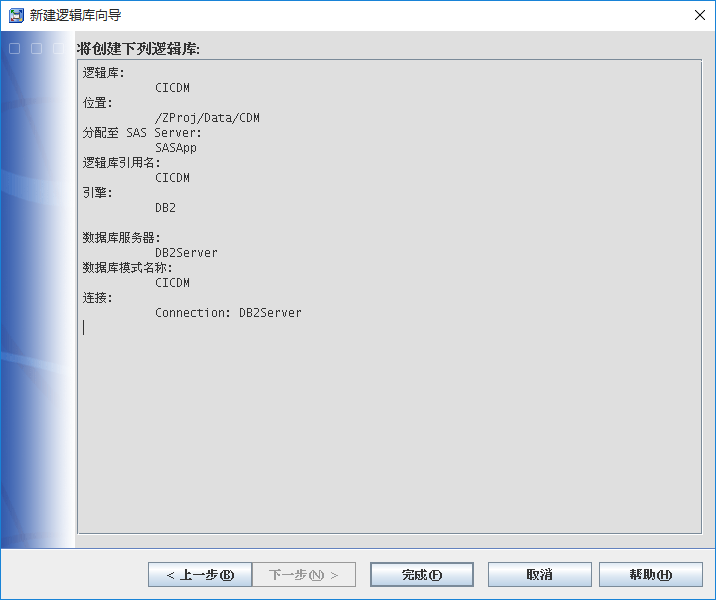 新建逻辑库向导
将创建下列逻辑库:
逻辑库:
CICDM
位置:
/ZProj/Data/CDM
分配至 SAS Server:
SASApp
逻辑库引用名:
CICDM
引擎:
DB2
数据库服务器:
DB2Server
数据库模式名称:
CICDM
连接:
Connection: DB2Server
< 上一步(B) 下一步(N) > 完成(F) 取消 帮助(H)